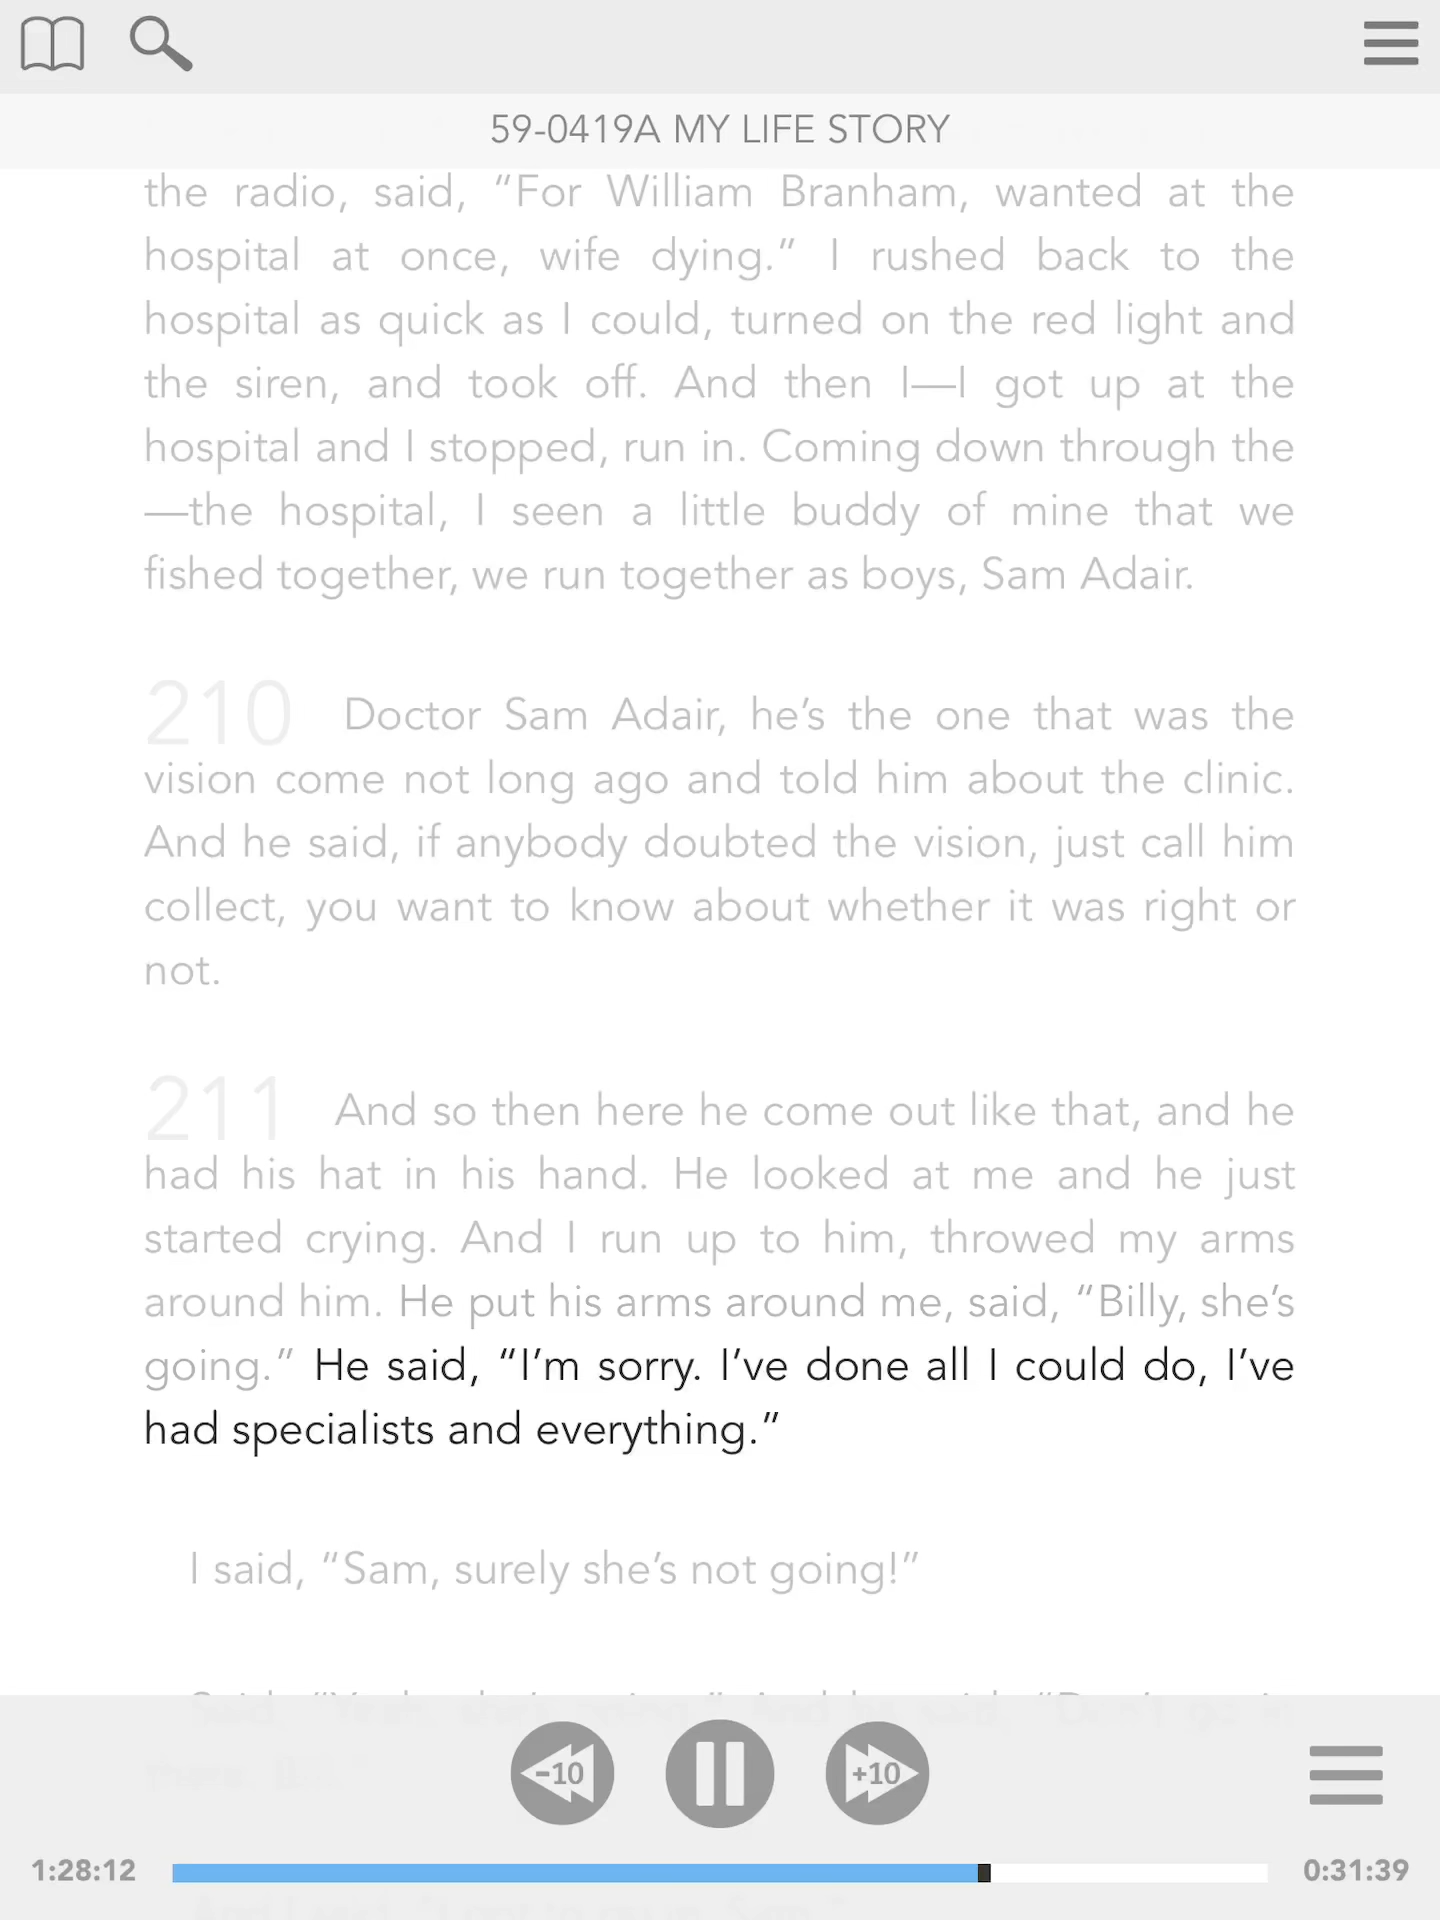 59-0419A MY LIFE STORY
the radio, said, “For William Branham, wanted at the
hospital at once, wife dying.” I rushed back to the
hospital as quick as I could, turned on the red light and
the siren, and took off. And then I—I got up at the
hospital and I stopped, run in. Coming down through the
—the hospital, I seen a little buddy of mine that we
fished together, we run together as boys, Sam Adair.
210 Doctor Sam Adair, he’s the one that was the
vision come not long ago and told him about the clinic.
And he said, if anybody doubted the vision, just call him
collect, you want to know about whether it was right or
not.
211 And so then here he come out like that, and he
had his hat in his hand. He looked at me and he just
started crying. And I run up to him, throwed my arms
around him. He put his arms around me, said, “Billy, she’s
going.” He said, “I’m sorry. I’ve done all I could do, I’ve
had specialists and everything.”
I said, “Sam, surely she’s not going!”
Said, “Yeah, she’s going.” And he said, “Don’t go in
-10
+10
1:28:12
0:31:39